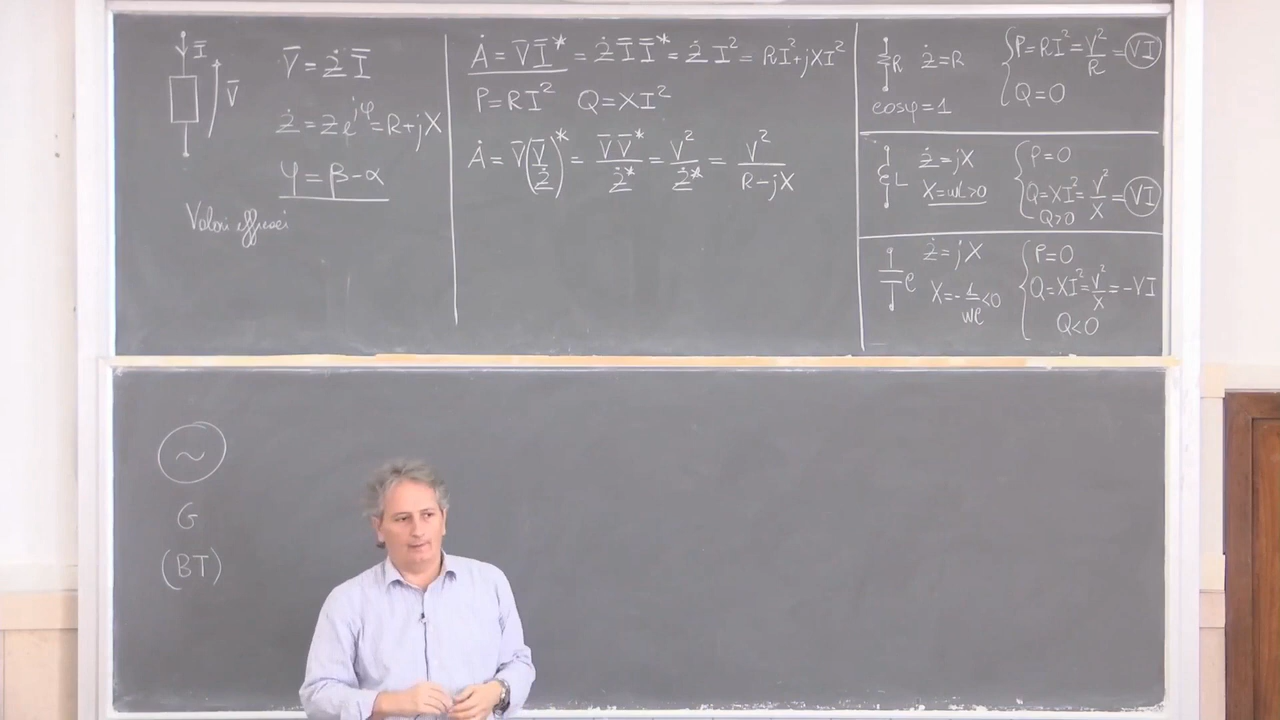 I̅
V̅
V̅ = Ż I̅
Ż = Z e^{jφ} = R + jX
φ = β - α
Valori efficaci
Ȧ = V̅ I̅* = Ż I̅ I̅* = Ż I² = RI² + jXI²
P = RI² Q = XI²
Ȧ = V̅(V̅/Ż)* = V̅V̅*/Ż* = V²/Ż* = V²/(R-jX)
R Ż = R
cosφ = 1
P = RI² = V²/R = VI
Q = 0
L Ż = jX
X = ωL > 0
P = 0
Q = XI² = V²/X = VI
Q > 0
C Ż = jX
X = -1/ωC < 0
P = 0
Q = XI² = V²/X = -VI
Q < 0
~
G
(BT)